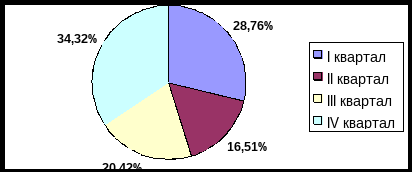 28,76%
34,32%
16,51%
20,42%
I квартал
II квартал
III квартал
IV квартал